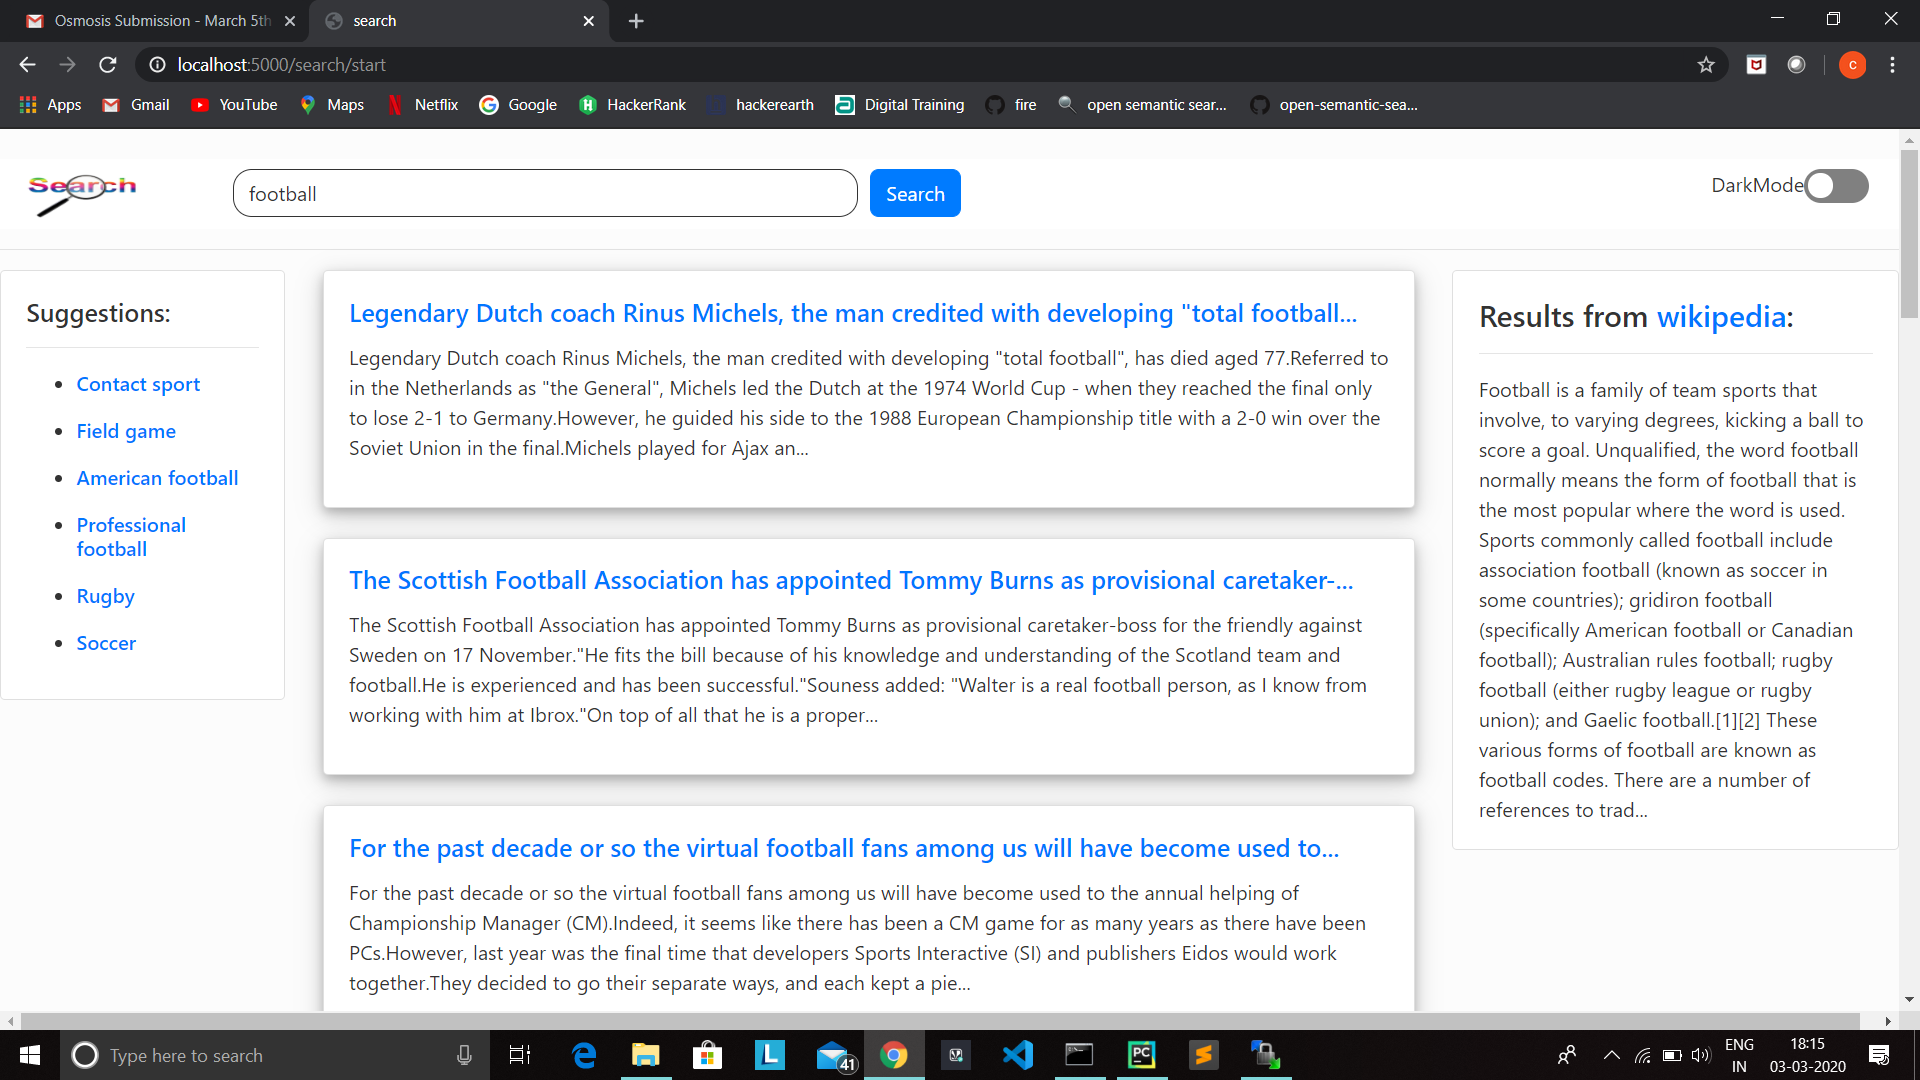 Osmosis Submission - March 5th
search
localhost:5000/search/start
c
Apps
Gmail
YouTube
Maps
Netflix
Google
HackerRank
hackerearth
Digital Training
fire
open semantic sear...
open-semantic-sea...
Search
football
Search
DarkMode
Suggestions:
Contact sport
Field game
American football
Professional
football
Rugby
Soccer
Legendary Dutch coach Rinus Michels, the man credited with developing "total football...
Legendary Dutch coach Rinus Michels, the man credited with developing "total football", has died aged 77.Referred to
in the Netherlands as "the General", Michels led the Dutch at the 1974 World Cup - when they reached the final only
to lose 2-1 to Germany.However, he guided his side to the 1988 European Championship title with a 2-0 win over the
Soviet Union in the final.Michels played for Ajax an...
The Scottish Football Association has appointed Tommy Burns as provisional caretaker-...
The Scottish Football Association has appointed Tommy Burns as provisional caretaker-boss for the friendly against
Sweden on 17 November."He fits the bill because of his knowledge and understanding of the Scotland team and
football.He is experienced and has been successful."Souness added: "Walter is a real football person, as I know from
working with him at Ibrox."On top of all that he is a proper...
For the past decade or so the virtual football fans among us will have become used to...
For the past decade or so the virtual football fans among us will have become used to the annual helping of
Championship Manager (CM).Indeed, it seems like there has been a CM game for as many years as there have been
PCs.However, last year was the final time that developers Sports Interactive (SI) and publishers Eidos would work
together.They decided to go their separate ways, and each kept a pie...
Results from wikipedia:
Football is a family of team sports that
involve, to varying degrees, kicking a ball to
score a goal. Unqualified, the word football
normally means the form of football that is
the most popular where the word is used.
Sports commonly called football include
association football (known as soccer in
some countries); gridiron football
(specifically American football or Canadian
football); Australian rules football; rugby
football (either rugby league or rugby
union); and Gaelic football.[1][2] These
various forms of football are known as
football codes. There are a number of
references to trad...
Type here to search
L
41
PC
ENG
IN
18:15
03-03-2020